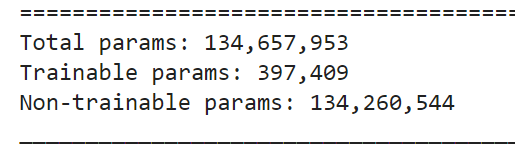 Total params: 134,657,953
Trainable params: 397,409
Non-trainable params: 134,260,544